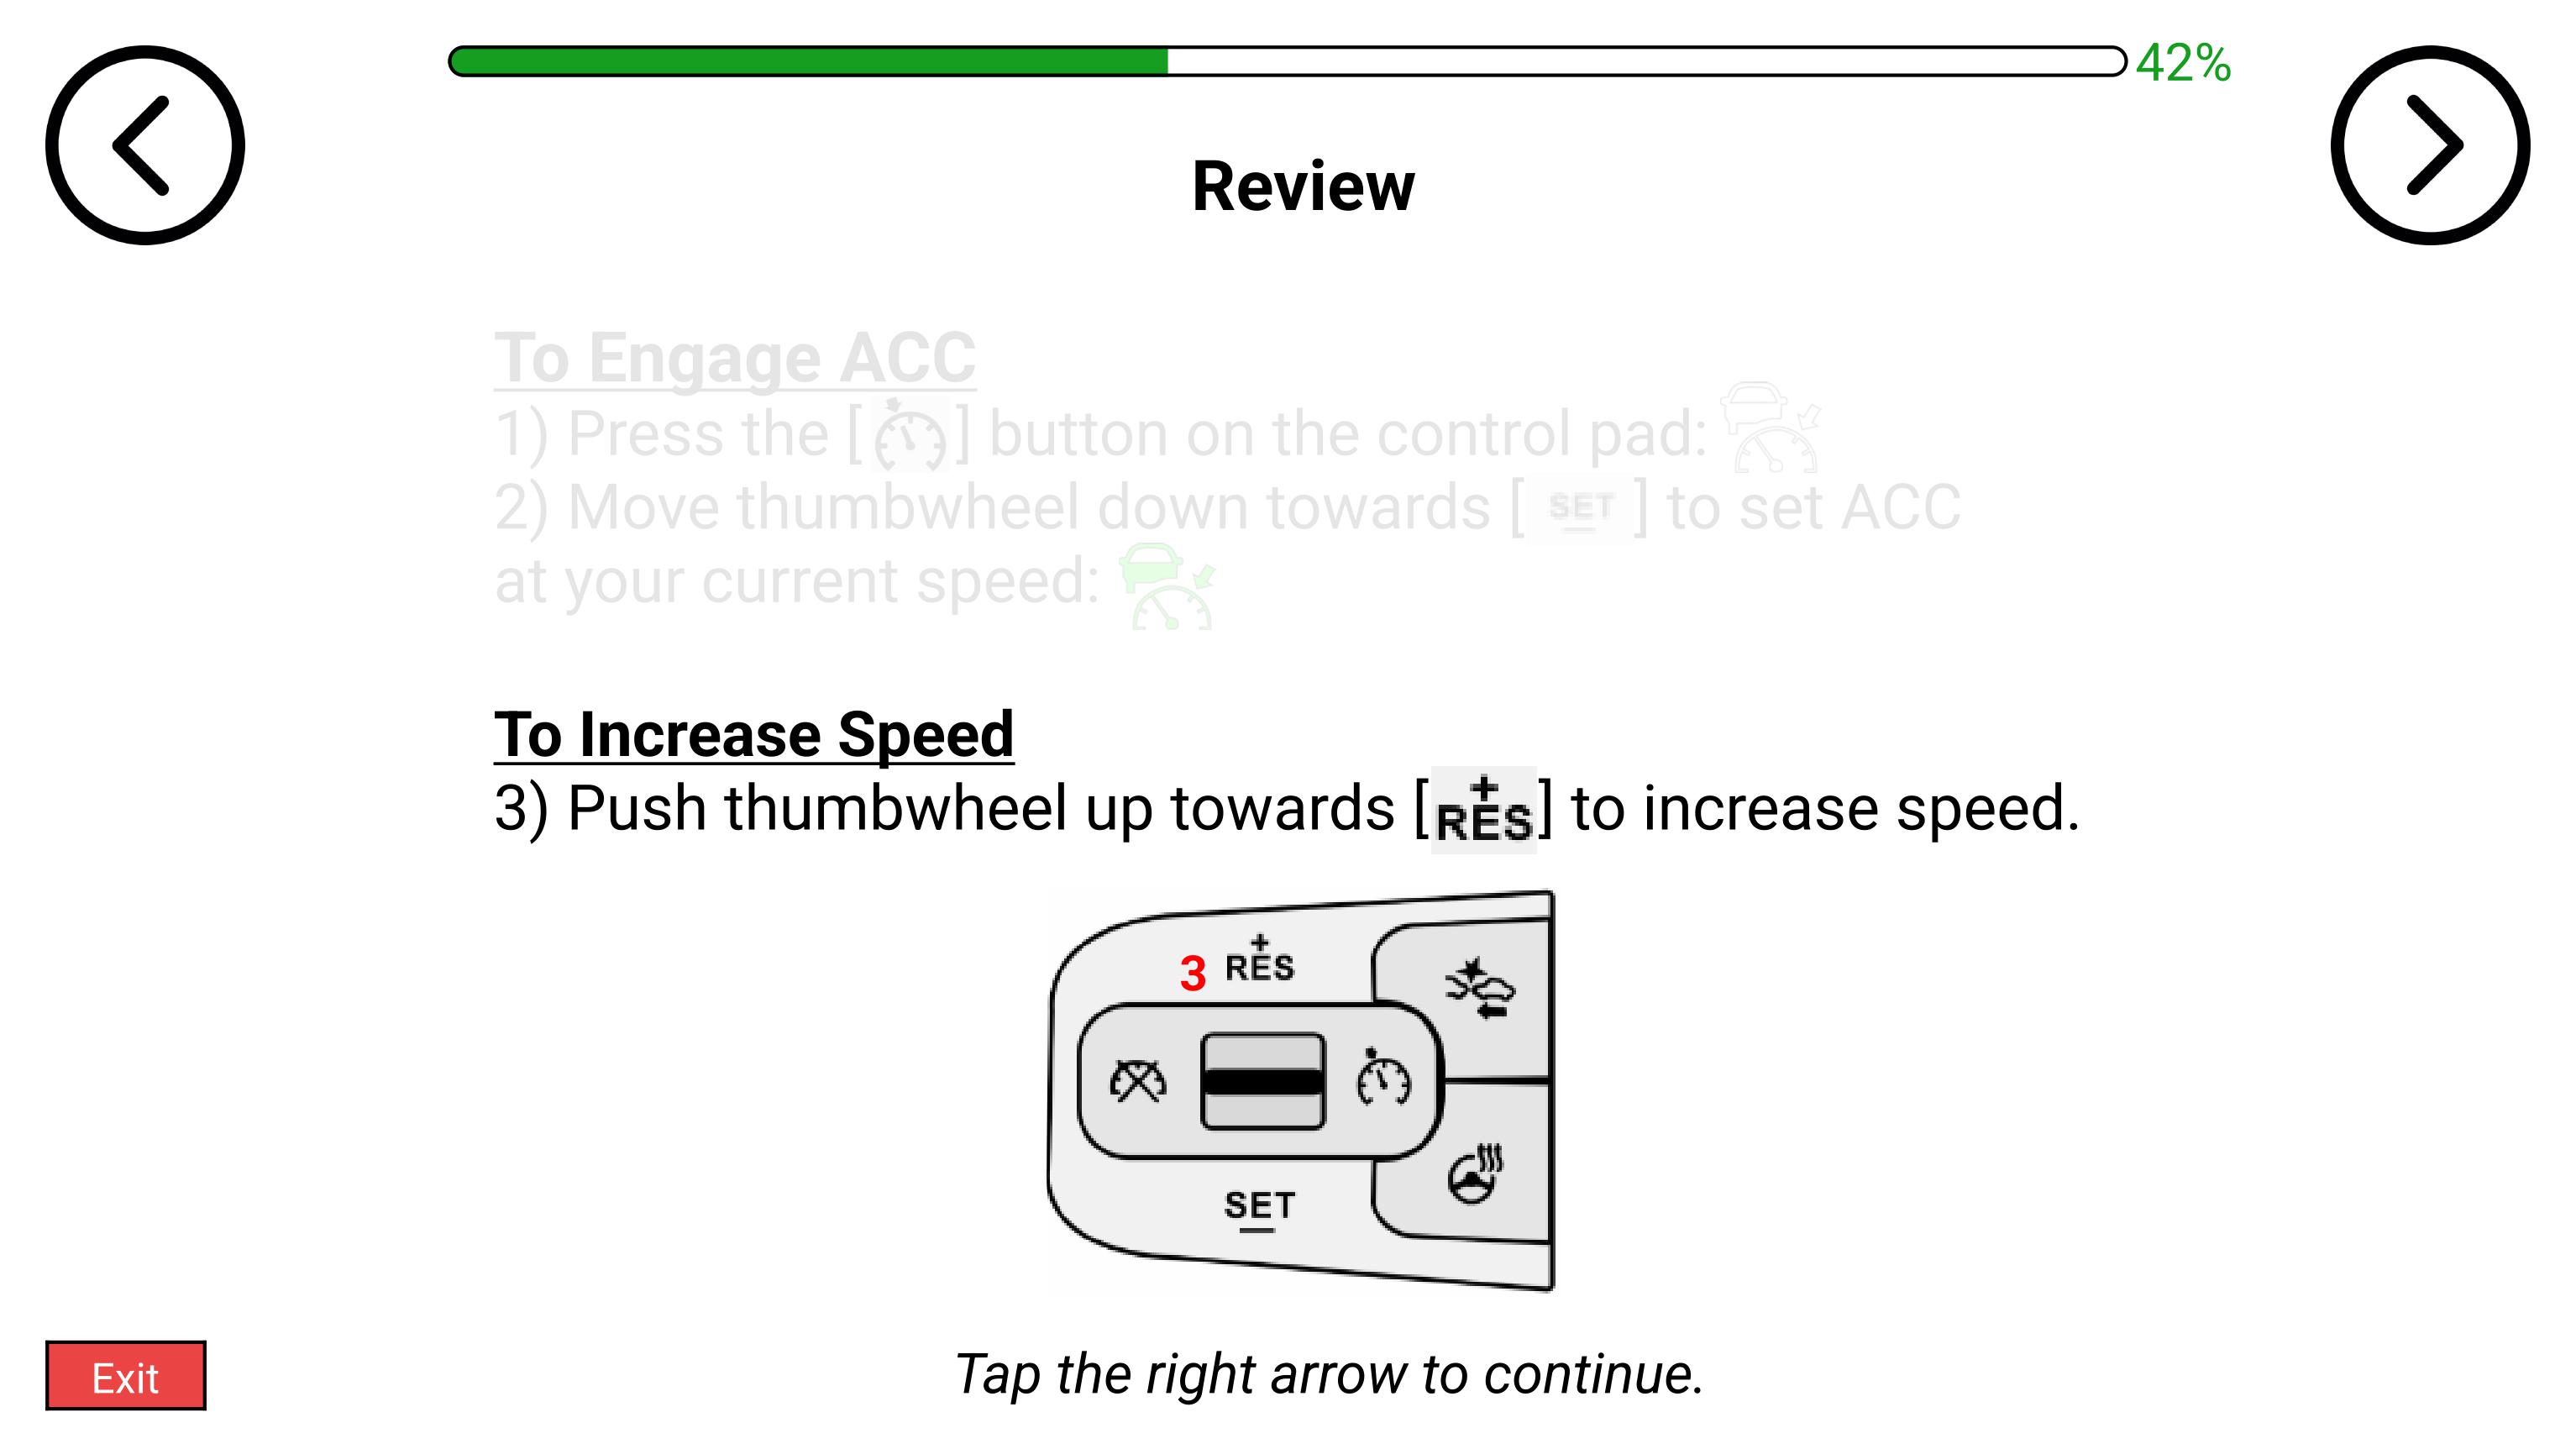 42%
Review
To Engage ACC
1) Press the [ ] button on the control pad:
2) Move thumbwheel down towards [ SET ] to set ACC
at your current speed:
To Increase Speed
3) Push thumbwheel up towards [+ RES] to increase speed.
+
3 RES
SET
Exit
Tap the right arrow to continue.